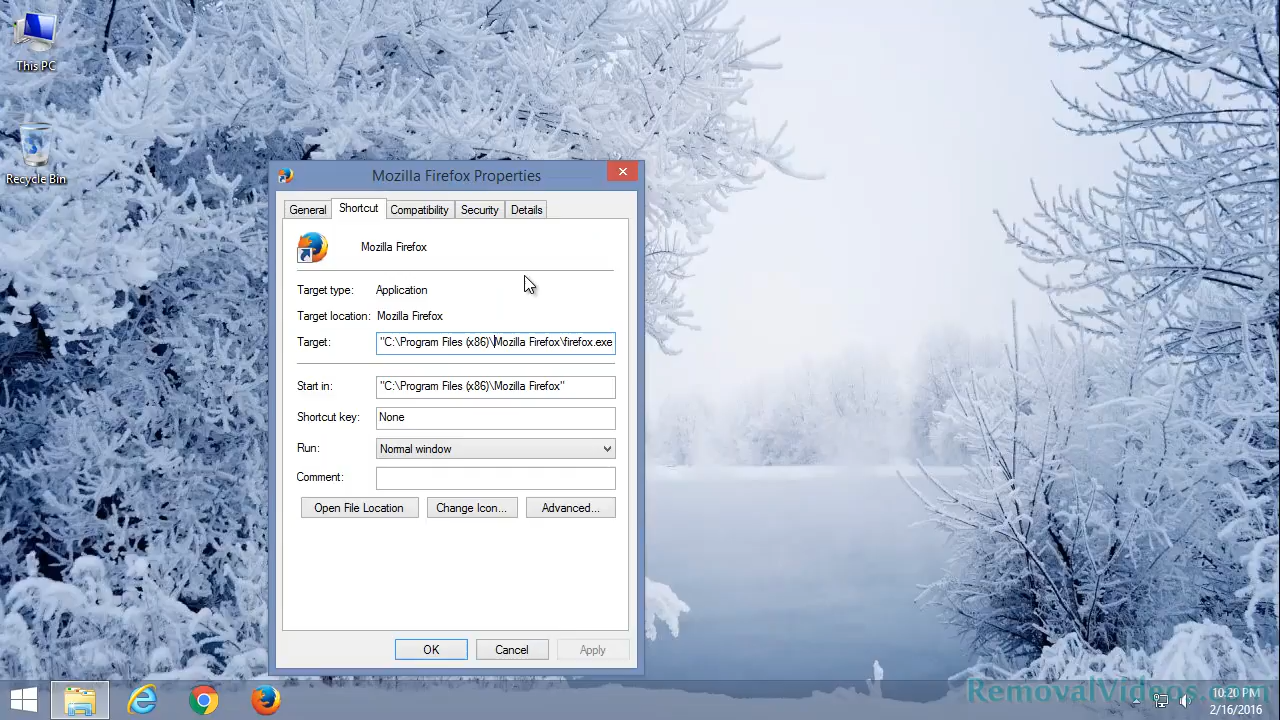 This PC
Recycle Bin
Mozilla Firefox Properties
General Shortcut Compatibility Security Details
Mozilla Firefox
Target type: Application
Target location: Mozilla Firefox
Target: "C:\Program Files (x86)\Mozilla Firefox\firefox.exe
Start in: "C:\Program Files (x86)\Mozilla Firefox"
Shortcut key: None
Run: Normal window
Comment:
Open File Location Change Icon... Advanced...
OK Cancel Apply
RemovalVideos.com
10:20 PM
2/16/2016